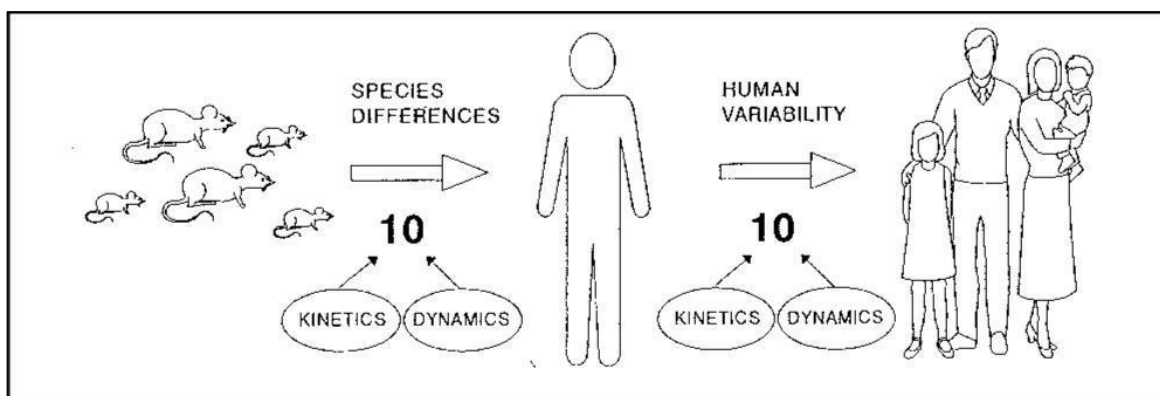 SPECIES
DIFFERENCES
HUMAN
VARIABILITY
10
10
KINETICS
DYNAMICS
KINETICS
DYNAMICS